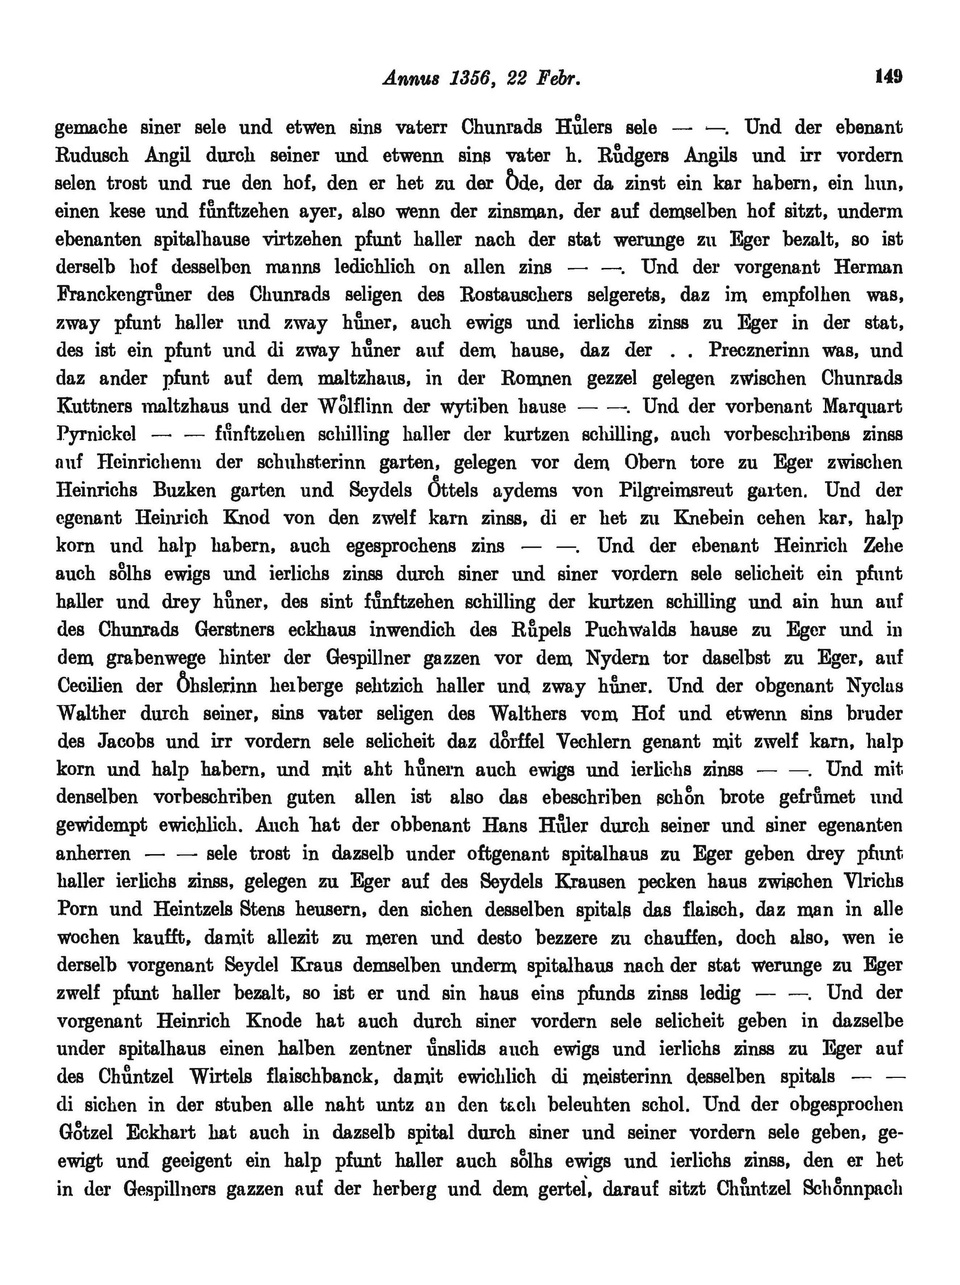 Annus 1356, 22 Febr. 149
gemache siner sele und etwen sins vaterr Chunrads Hůlers sele — —. Und der ebenant
Rudusch Angil durch seiner und etwenn sins vater h. Růdgers Angils und irr vordern
selen trost und rue den hof, den er het zu der O̊de, der da zinst ein kar habern, ein hun,
einen kese und fůnftzehen ayer, also wenn der zinsman, der auf demselben hof sitzt, underm
ebenanten spitalhause virtzehen pfunt haller nach der stat werunge zu Eger bezalt, so ist
derselb hof desselben manns ledichlich on allen zins — —. Und der vorgenant Herman
Franckengrůner des Chunrads seligen des Rostauschers selgerets, daz im empfolhen was,
zway pfunt haller und zway hůner, auch ewigs und ierlichs zinss zu Eger in der stat,
des ist ein pfunt und di zway hůner auf dem hause, daz der . . Precznerinn was, und
daz ander pfunt auf dem maltzhaus, in der Romnen gezzel gelegen zwischen Chunrads
Kuttners maltzhaus und der Wo̊lflinn der wytiben hause — —. Und der vorbenant Marquart
Pyrnickel — — fůnftzehen schilling haller der kurtzen schilling, auch vorbeschribens zinss
auf Heinrichenn der schuhsterinn garten, gelegen vor dem Obern tore zu Eger zwischen
Heinrichs Buzken garten und Seydels O̊ttels aydems von Pilgreimsreut garten. Und der
egenant Heinrich Knod von den zwelf karn zinss, di er het zu Knebein cehen kar, halp
korn und halp habern, auch egesprochens zins — —. Und der ebenant Heinrich Zehe
auch so̊lhs ewigs und ierlichs zinss durch siner und siner vordern sele selicheit ein pfunt
haller und drey hůner, des sint fůnftzehen schilling der kurtzen schilling und ain hun auf
des Chunrads Gerstners eckhaus inwendich des Růpels Puchwalds hause zu Eger und in
dem grabenwege hinter der Gespillner gazzen vor dem Nydern tor daselbst zu Eger, auf
Cecilien der O̊hslerinn herberge sehtzich haller und zway hůner. Und der obgenant Nyclas
Walther durch seiner, sins vater seligen des Walthers vom Hof und etwenn sins bruder
des Jacobs und irr vordern sele selicheit daz do̊rffel Vechlern genant mit zwelf karn, halp
korn und halp habern, und mit aht hůnern auch ewigs und ierlichs zinss — —. Und mit
denselben vorbeschriben guten allen ist also das ebeschriben scho̊n brote gefrůmet und
gewidempt ewichlich. Auch hat der obbenant Hans Hůler durch seiner und siner egenanten
anherren — — sele trost in dazselb under oftgenant spitalhaus zu Eger geben drey pfunt
haller ierlichs zinss, gelegen zu Eger auf des Seydels Krausen pecken haus zwischen Vlrichs
Porn und Heintzels Stens heusern, den sichen desselben spitals das flaisch, daz man in alle
wochen kaufft, damit allezit zu meren und desto bezzere zu chauffen, doch also, wen ie
derselb vorgenant Seydel Kraus demselben underm spitalhaus nach der stat werunge zu Eger
zwelf pfunt haller bezalt, so ist er und sin haus eins pfunds zinss ledig — —. Und der
vorgenant Heinrich Knode hat auch durch siner vordern sele selicheit geben in dazselbe
under spitalhaus einen halben zentner ůnslids auch ewigs und ierlichs zinss zu Eger auf
des Chůntzel Wirtels flaischbanck, damit ewichlich di meisterinn desselben spitals — —
di sichen in der stuben alle naht untz an den tach beleuhten schol. Und der obgesprochen
Go̊tzel Eckhart hat auch in dazselb spital durch siner und seiner vordern sele geben, ge-
ewigt und geeigent ein halp pfunt haller auch so̊lhs ewigs und ierlichs zinss, den er het
in der Gespillners gazzen auf der herberg und dem gertel, darauf sitzt Chůntzel Scho̊nnpach